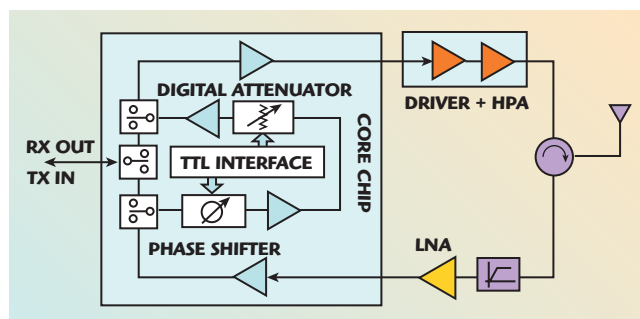 DIGITAL ATTENUATOR
DRIVER + HPA
RX OUT
TX IN
TTL INTERFACE
CORE CHIP
PHASE SHIFTER
LNA